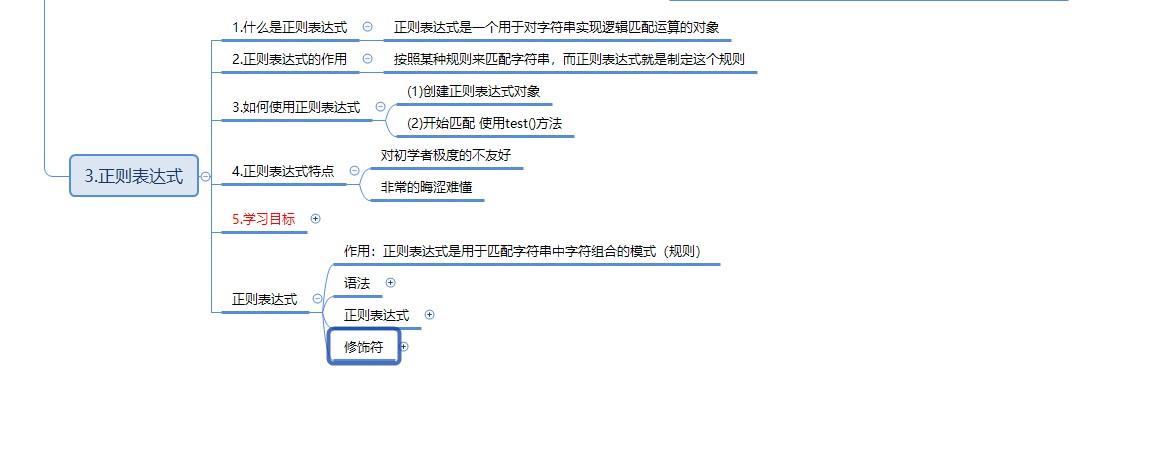 1.什么是正则表达式
正则表达式是一个用于对字符串实现逻辑匹配运算的对象
2.正则表达式的作用
按照某种规则来匹配字符串，而正则表达式就是制定这个规则
3.如何使用正则表达式
(1)创建正则表达式对象
(2)开始匹配 使用test()方法
3.正则表达式
4.正则表达式特点
对初学者极度的不友好
非常的晦涩难懂
5.学习目标
正则表达式
作用：正则表达式是用于匹配字符串中字符组合的模式（规则）
语法
正则表达式
修饰符